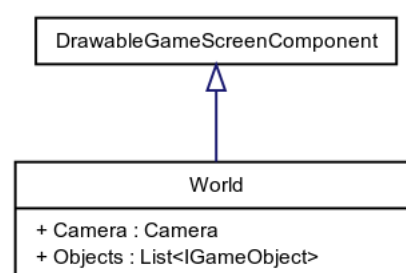 DrawableGameScreenComponent
World
+ Camera : Camera
+ Objects : List<IGameObject>